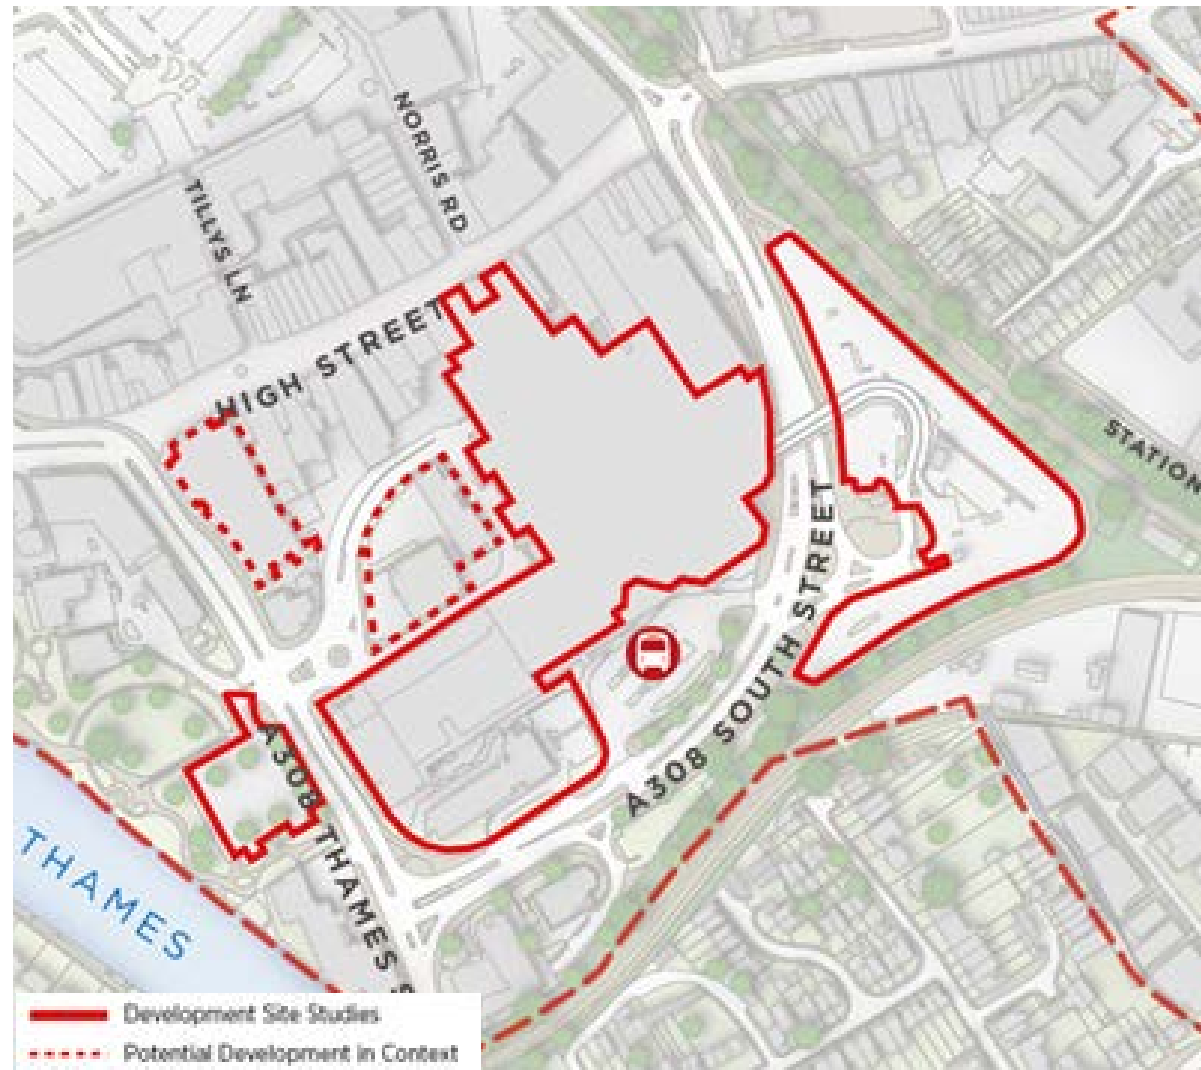 NORRIS RD
TILLYS LN
HIGH STREET
STATION
A308 SOUTH STREET
A308 THAMES S
THAMES
Development Site Studies
Potential Development in Context